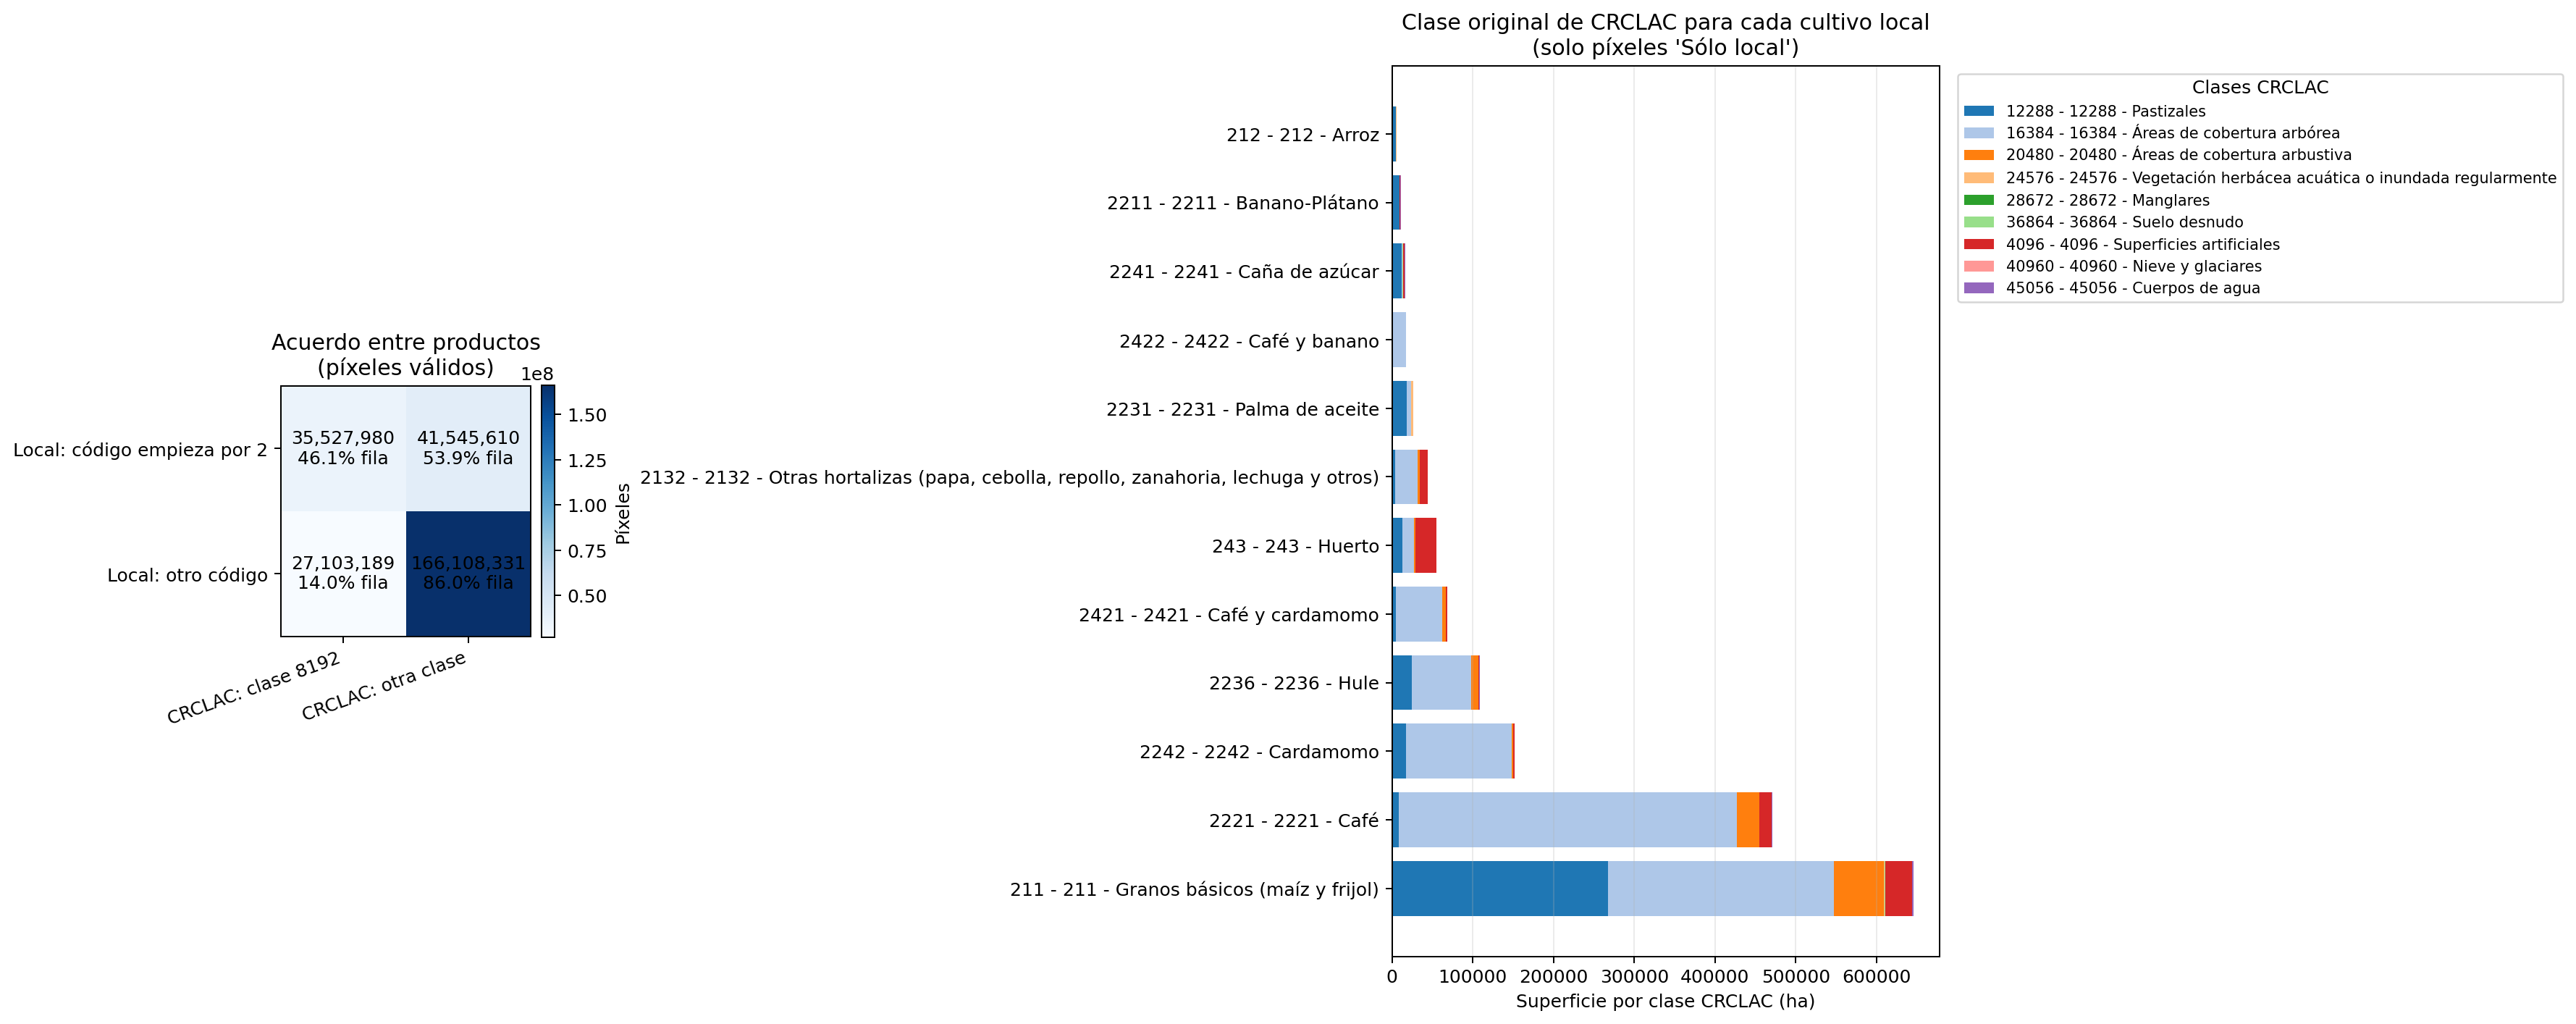 Acuerdo entre productos
(píxeles válidos)
1e8
Local: código empieza por 2
35,527,980
46.1% fila
41,545,610
53.9% fila
Local: otro código
27,103,189
14.0% fila
166,108,331
86.0% fila
CRCLAC: clase 8192
CRCLAC: otra clase
1.50
1.25
1.00
0.75
0.50
Píxeles
Clase original de CRCLAC para cada cultivo local
(solo píxeles 'Sólo local')
212 - 212 - Arroz
2211 - 2211 - Banano-Plátano
2241 - 2241 - Caña de azúcar
2422 - 2422 - Café y banano
2231 - 2231 - Palma de aceite
2132 - 2132 - Otras hortalizas (papa, cebolla, repollo, zanahoria, lechuga y otros)
243 - 243 - Huerto
2421 - 2421 - Café y cardamomo
2236 - 2236 - Hule
2242 - 2242 - Cardamomo
2221 - 2221 - Café
211 - 211 - Granos básicos (maíz y frijol)
0 100000 200000 300000 400000 500000 600000
Superficie por clase CRCLAC (ha)
Clases CRCLAC
12288 - 12288 - Pastizales
16384 - 16384 - Áreas de cobertura arbórea
20480 - 20480 - Áreas de cobertura arbustiva
24576 - 24576 - Vegetación herbácea acuática o inundada regularmente
28672 - 28672 - Manglares
36864 - 36864 - Suelo desnudo
4096 - 4096 - Superficies artificiales
40960 - 40960 - Nieve y glaciares
45056 - 45056 - Cuerpos de agua